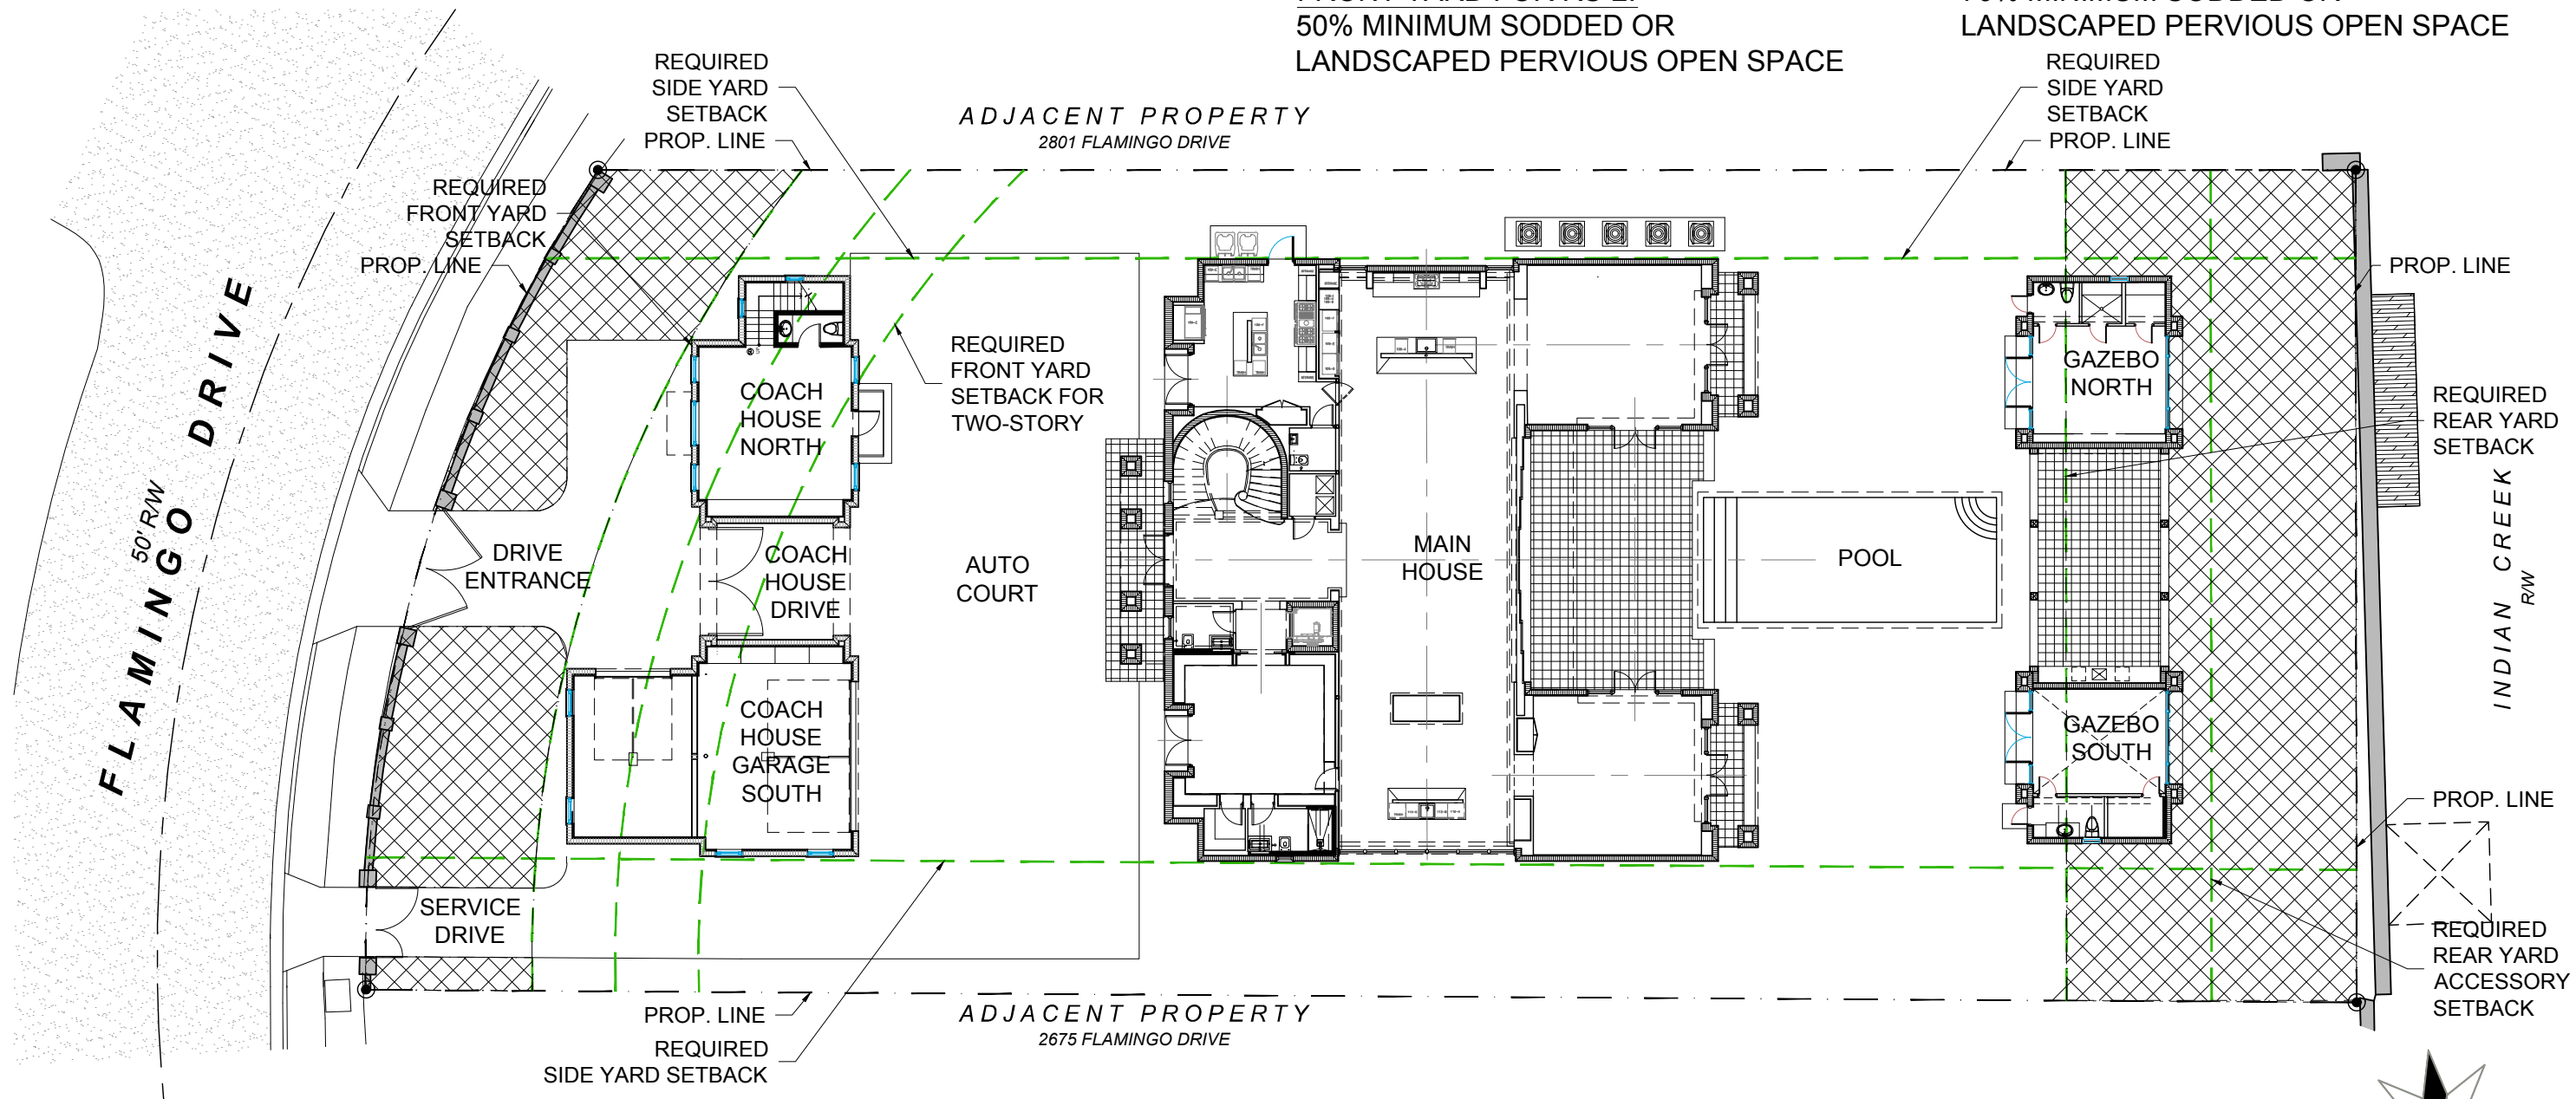 50% MINIMUM SODDED OR
LANDSCAPED PERVIOUS OPEN SPACE
LANDSCAPED PERVIOUS OPEN SPACE
REQUIRED
SIDE YARD
SETBACK
PROP. LINE
ADJACENT PROPERTY
2801 FLAMINGO DRIVE
REQUIRED
SIDE YARD
SETBACK
PROP. LINE
REQUIRED
FRONT YARD
SETBACK
PROP. LINE
PROP. LINE
FLAMINGO DRIVE
50' R/W
REQUIRED
FRONT YARD
SETBACK FOR
TWO-STORY
COACH
HOUSE
NORTH
DRIVE
ENTRANCE
COACH
HOUSE
DRIVE
AUTO
COURT
MAIN
HOUSE
POOL
GAZEBO
NORTH
REQUIRED
REAR YARD
SETBACK
INDIAN CREEK
R/W
COACH
HOUSE
GARAGE
SOUTH
GAZEBO
SOUTH
PROP. LINE
SERVICE
DRIVE
REQUIRED
REAR YARD
ACCESSORY
SETBACK
PROP. LINE
REQUIRED
SIDE YARD SETBACK
ADJACENT PROPERTY
2675 FLAMINGO DRIVE